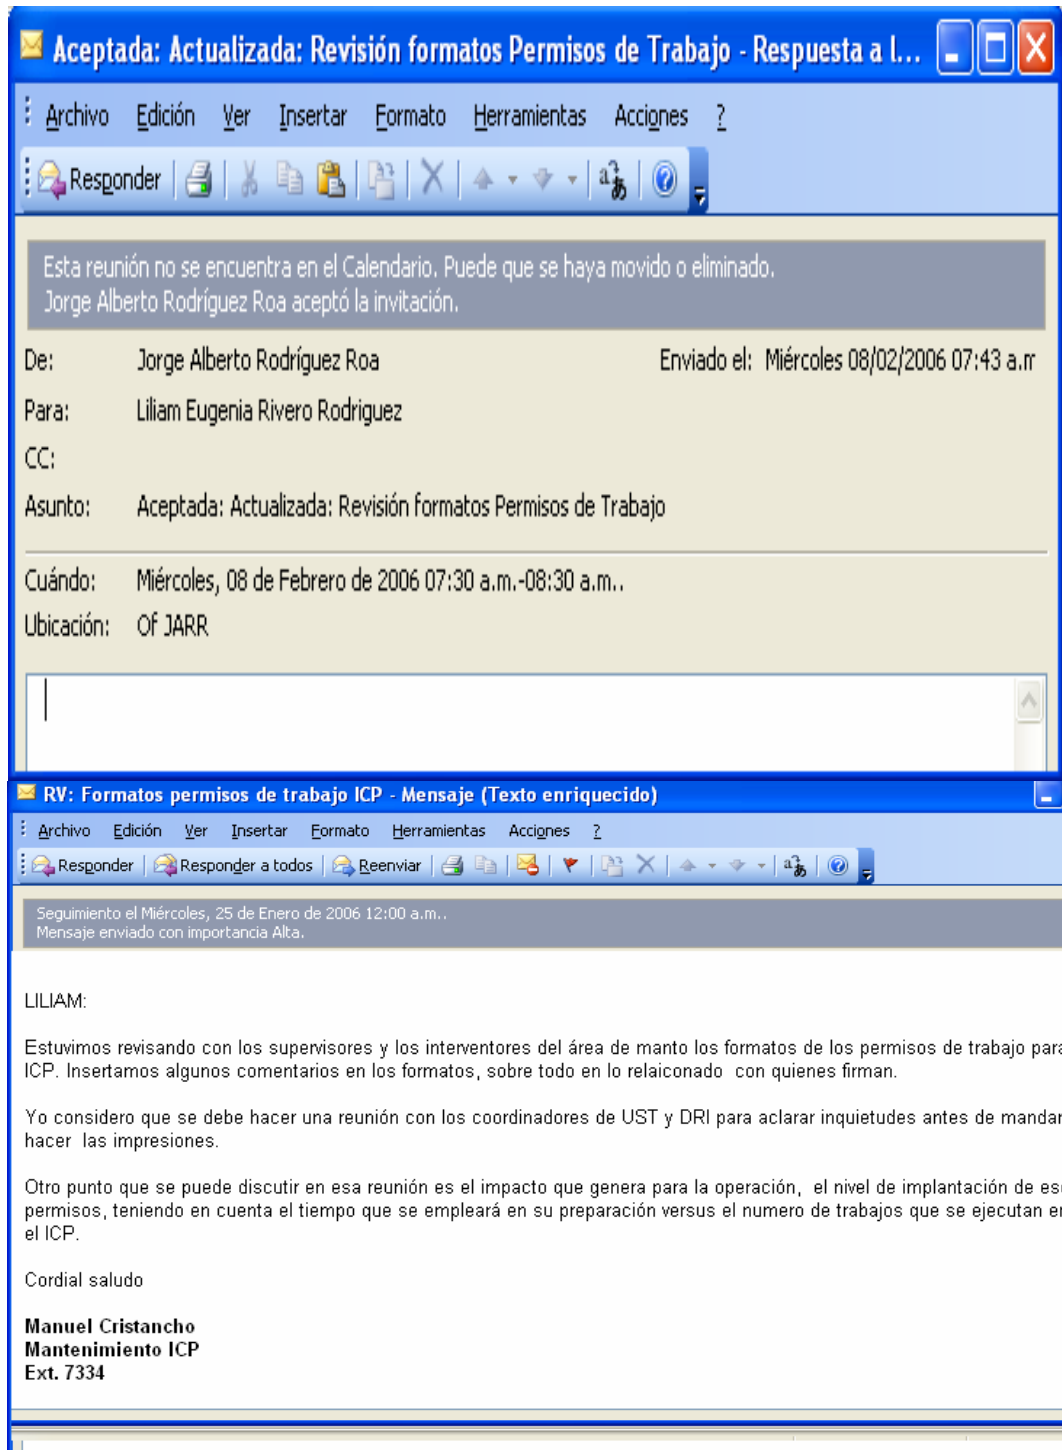 Aceptada: Actualizada: Revisión formatos Permisos de Trabajo - Respuesta a l...
Archivo Edición Ver Insertar Formato Herramientas Acciones ?
Responder
Esta reunión no se encuentra en el Calendario. Puede que se haya movido o eliminado.
Jorge Alberto Rodríguez Roa aceptó la invitación.
De: Jorge Alberto Rodríguez Roa Enviado el: Miércoles 08/02/2006 07:43 a.m
Para: Liliam Eugenia Rivero Rodriguez
CC:
Asunto: Aceptada: Actualizada: Revisión formatos Permisos de Trabajo
Cuándo: Miércoles, 08 de Febrero de 2006 07:30 a.m.-08:30 a.m..
Ubicación: Of JARR
RV: Formatos permisos de trabajo ICP - Mensaje (Texto enriquecido)
Archivo Edición Ver Insertar Formato Herramientas Acciones ?
Responder Responder a todos Reenviar
Seguimiento el Miércoles, 25 de Enero de 2006 12:00 a.m..
Mensaje enviado con importancia Alta.
LILIAM:
Estuvimos revisando con los supervisores y los interventores del área de manto los formatos de los permisos de trabajo para
ICP. Insertamos algunos comentarios en los formatos, sobre todo en lo relaiconado con quienes firman.
Yo considero que se debe hacer una reunión con los coordinadores de UST y DRI para aclarar inquietudes antes de mandar
hacer las impresiones.
Otro punto que se puede discutir en esa reunión es el impacto que genera para la operación, el nivel de implantación de es
permisos, teniendo en cuenta el tiempo que se empleará en su preparación versus el numero de trabajos que se ejecutan en
el ICP.
Cordial saludo
Manuel Cristancho
Mantenimiento ICP
Ext. 7334